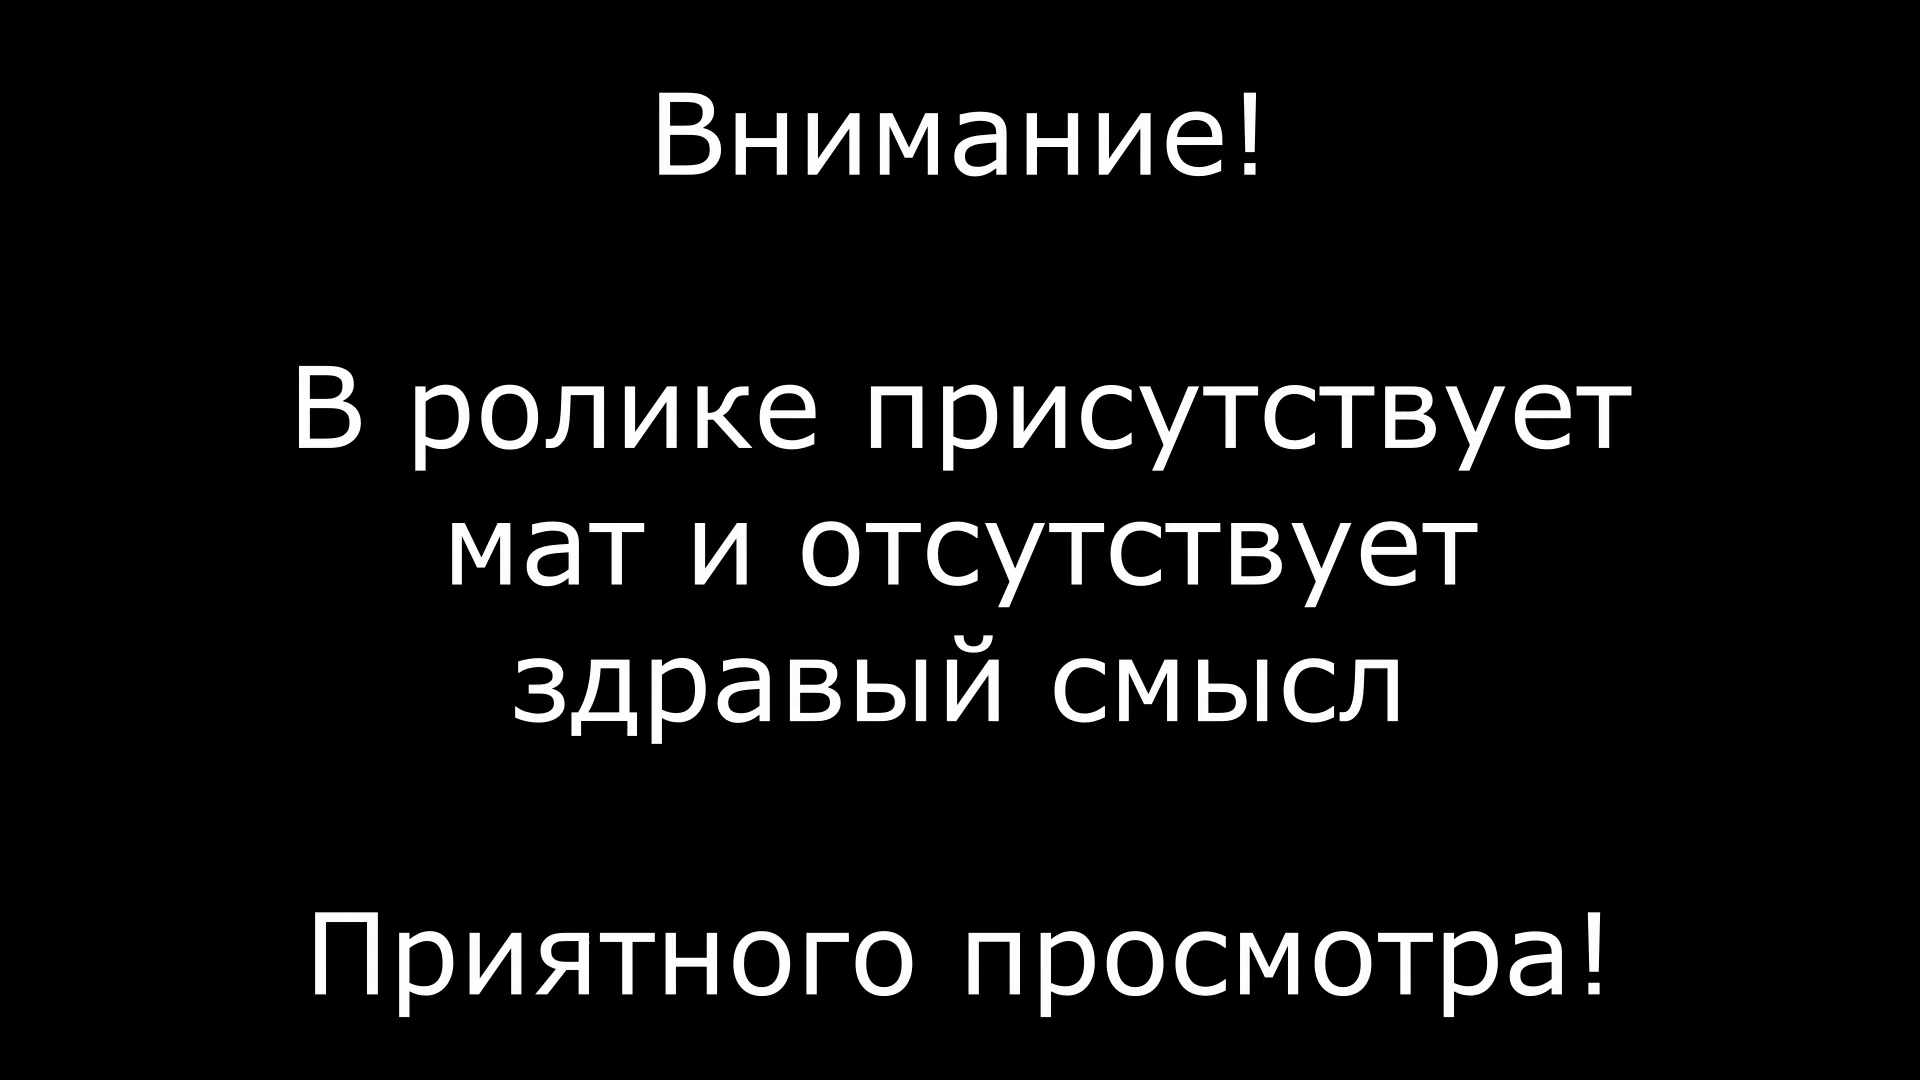 Внимание!
В ролике присутствует
мат и отсутствует
здравый смысл
Приятного просмотра!